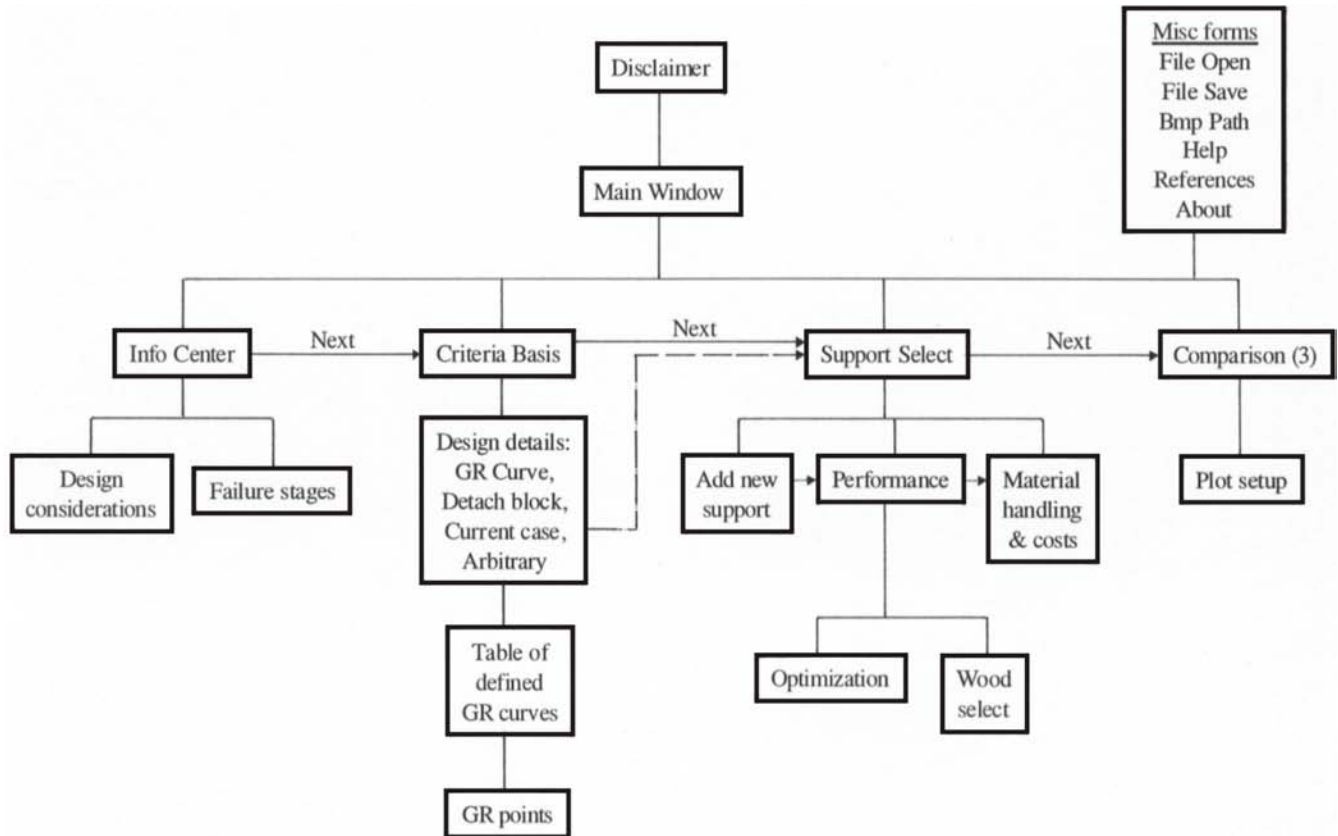 Misc forms
File Open
File Save
Bmp Path
Help
References
About
Disclaimer
Main Window
Info Center
Next
Criteria Basis
Next
Support Select
Next
Comparison (3)
Design
considerations
Failure stages
Design details:
GR Curve,
Detach block,
Current case,
Arbitrary
Add new
support
Performance
Material
handling
& costs
Plot setup
Table of
defined
GR curves
Optimization
Wood
select
GR points